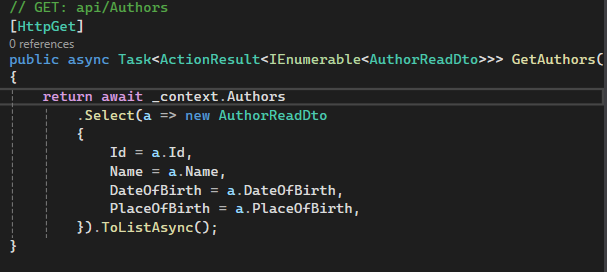 // GET: api/Authors
[HttpGet]
0 references
public async Task<ActionResult<IEnumerable<AuthorReadDto>>> GetAuthors(
{
return await _context.Authors
.Select(a => new AuthorReadDto
{
Id = a.Id,
Name = a.Name,
DateOfBirth = a.DateOfBirth,
PlaceOfBirth = a.PlaceOfBirth,
}).ToListAsync();
}